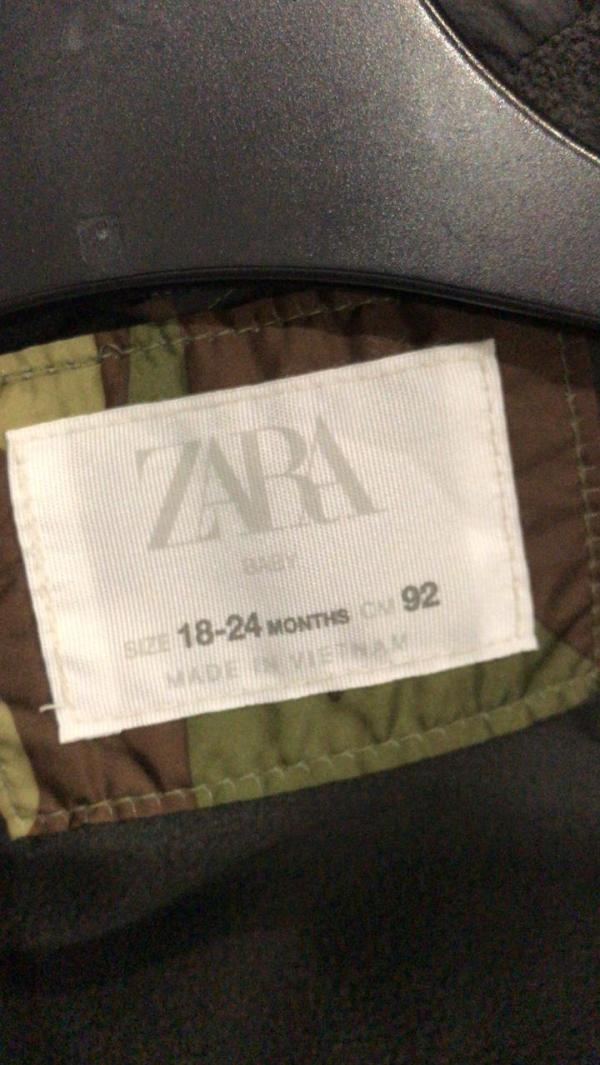 ZARA
BABY
SIZE 18-24 MONTHS CM 92
MADE IN VIETNAM